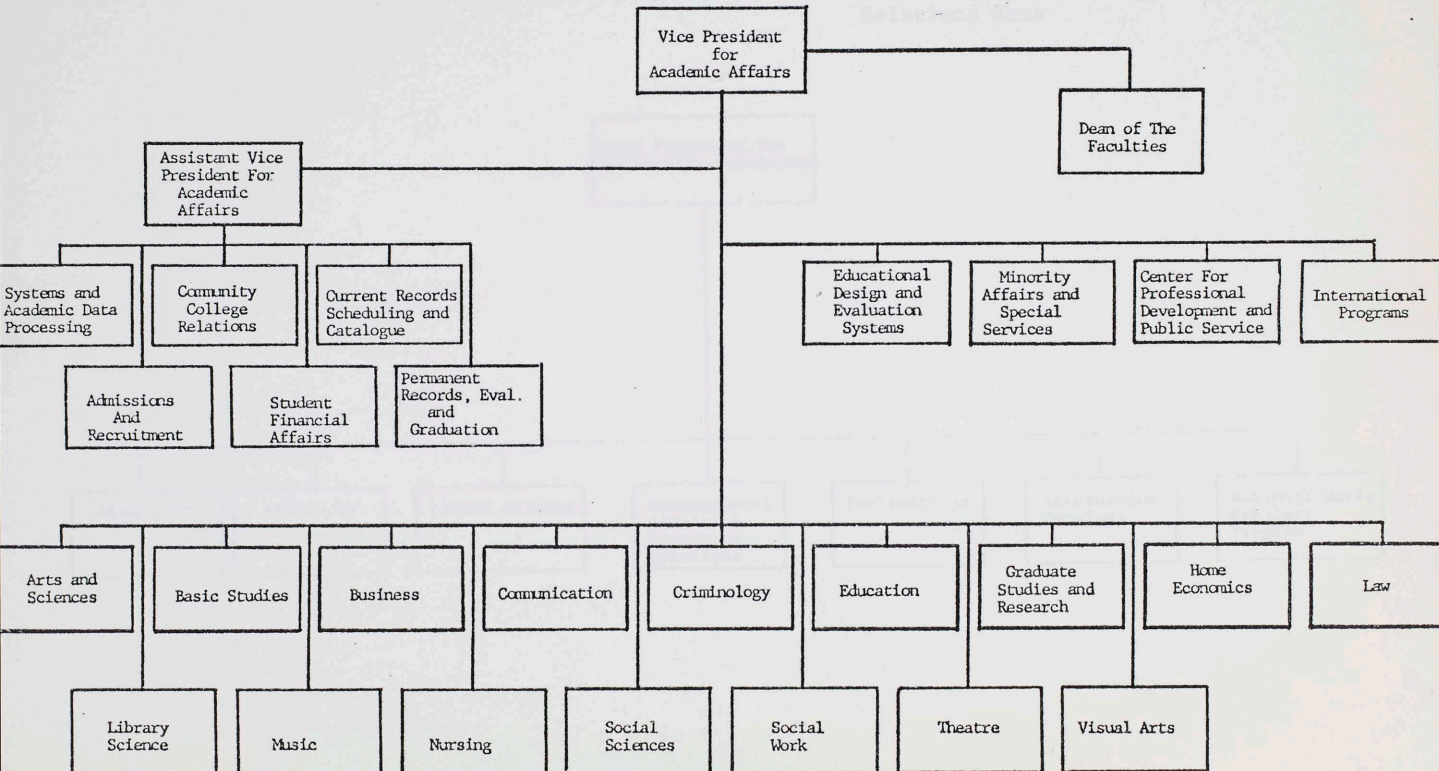 Relations Area
Vice President
for
Academic Affairs
Dean of The
Faculties
Assistant Vice
President For
Academic
Affairs
Systems and
Academic Data
Processing
Community
College
Relations
Current Records
Scheduling and
Catalogue
Educational
Design and
Evaluation
Systems
Minority
Affairs and
Special
Services
Center For
Professional
Development and
Public Service
International
Programs
Admissions
And
Recruitment
Student
Financial
Affairs
Permanent
Records, Eval.
and
Graduation
Arts and
Sciences
Basic Studies
Business
Communication
Criminology
Education
Graduate
Studies and
Research
Home
Economics
Law
Library
Science
Music
Nursing
Social
Sciences
Social
Work
Theatre
Visual Arts